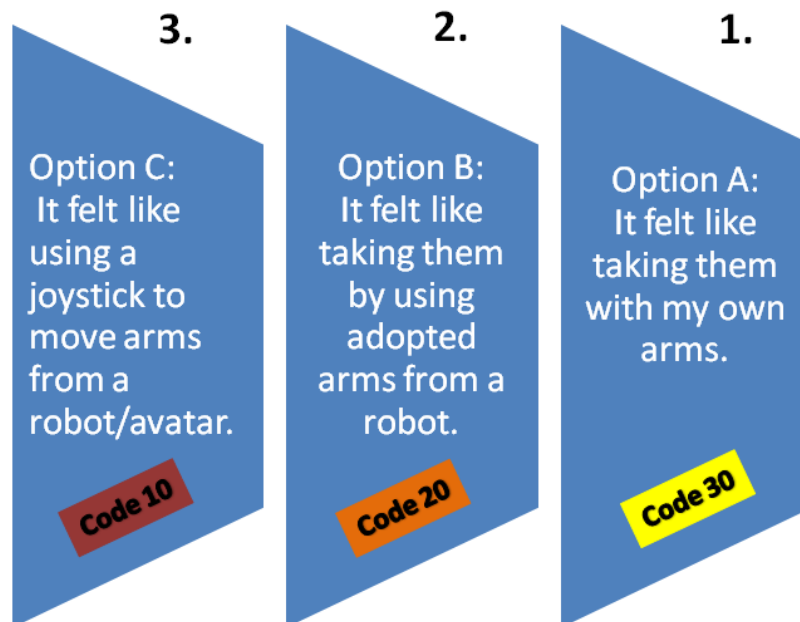 3.
Option C:
It felt like
using a
joystick to
move arms
from a
robot/avatar.
Code 10
2.
Option B:
It felt like
taking them
by using
adopted
arms from a
robot.
Code 20
1.
Option A:
It felt like
taking them
with my own
arms.
Code 30